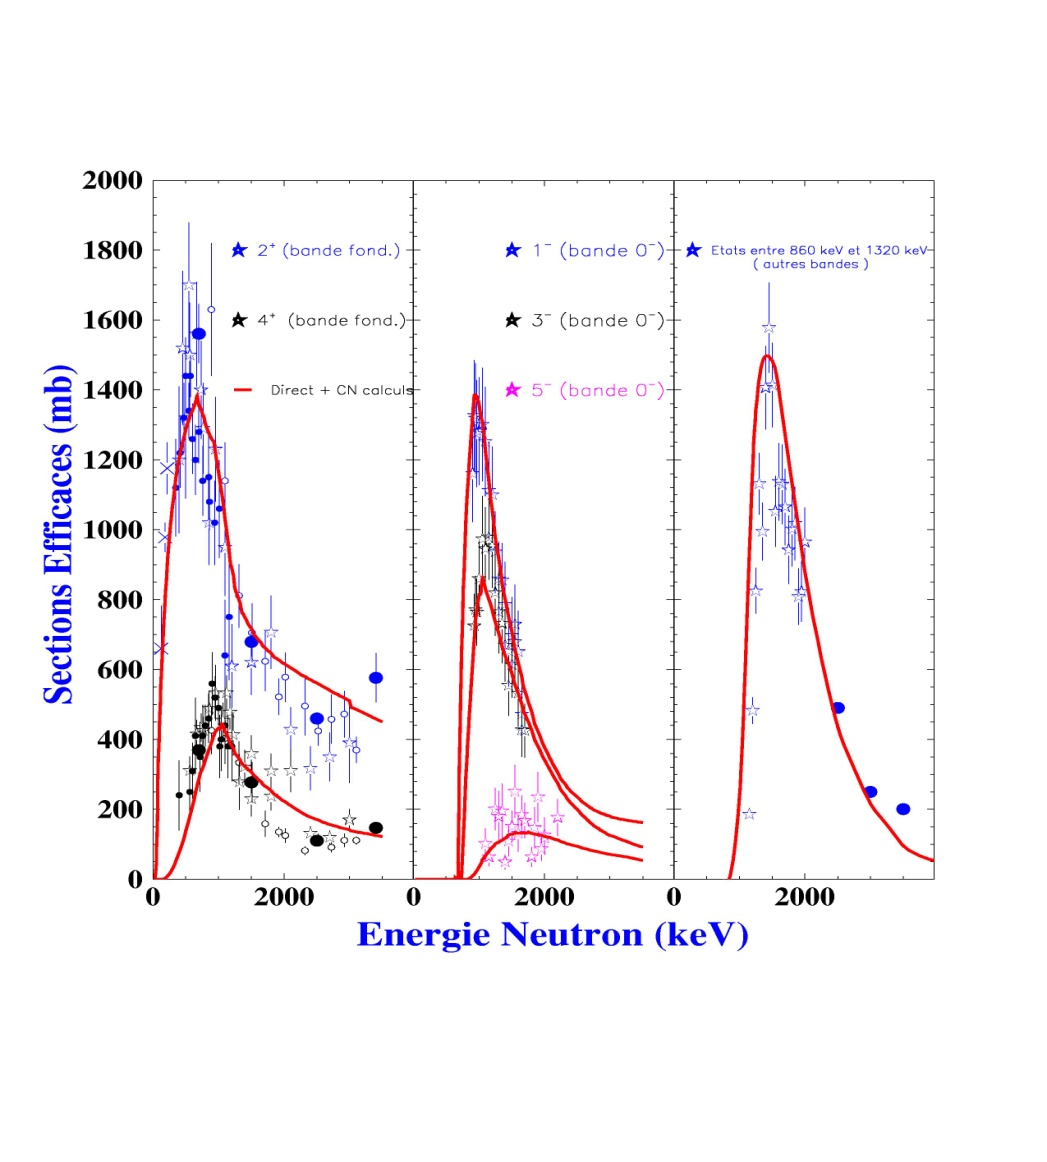 2000
1800
1600
1400
1200
1000
800
600
400
200
0
Sections Efficaces (mb)
2⁺ (bande fond.)
4⁺ (bande fond.)
Direct + CN calculs
1⁻ (bande 0⁻)
3⁻ (bande 0⁻)
5⁻ (bande 0⁻)
Etats entre 860 keV et 1320 keV
( autres bandes )
0 2000 0 2000 0 2000
Energie Neutron (keV)